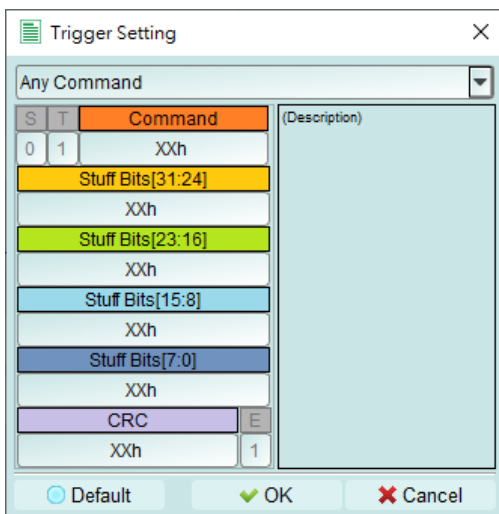 Trigger Setting
Any Command
S T Command (Description)
0 1 XXh
Stuff Bits[31:24]
XXh
Stuff Bits[23:16]
XXh
Stuff Bits[15:8]
XXh
Stuff Bits[7:0]
XXh
CRC E
XXh 1
Default OK Cancel